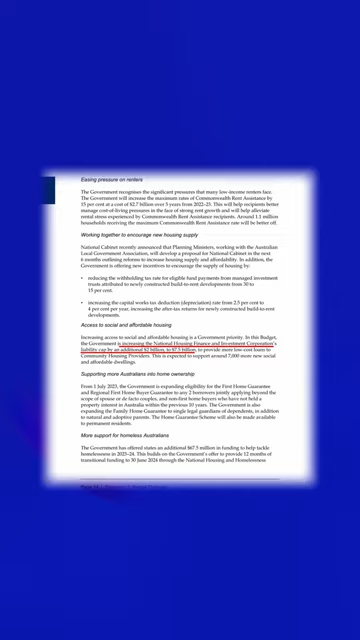 Easing pressure on renters
The Government recognises the significant pressures that many low-income renters face.
The Government will increase the maximum rates of Commonwealth Rent Assistance by
15 per cent at a cost of $2.7 billion over 5 years from 2022–23. This will help recipients better
manage cost-of-living pressures in the face of strong rent growth and will help alleviate
rental stress experienced by Commonwealth Rent Assistance recipients. Around 1.1 million
households receiving the maximum Commonwealth Rent Assistance rate will be better off.
Working together to encourage new housing supply
National Cabinet recently announced that Planning Ministers, working with the Australian
Local Government Association, will develop a proposal for National Cabinet in the next
6 months outlining reforms to increase housing supply and affordability. In addition, the
Government is offering new incentives to encourage the supply of housing by:
• reducing the withholding tax rate for eligible fund payments from managed investment
trusts attributed to newly constructed build-to-rent developments from 30 to
15 per cent.
• increasing the capital works tax deduction (depreciation) rate from 2.5 per cent to
4 per cent per year, increasing the after-tax returns for newly constructed build-to-rent
developments.
Access to social and affordable housing
Increasing access to social and affordable housing is a Government priority. In this Budget,
the Government is increasing the National Housing Finance and Investment Corporation's
liability cap by an additional $2 billion, to $7.5 billion, to provide more low-cost loans to
Community Housing Providers. This is expected to support around 7,000 more new social
and affordable dwellings.
Supporting more Australians into home ownership
From 1 July 2023, the Government is expanding eligibility for the First Home Guarantee
and Regional First Home Buyer Guarantee to any 2 borrowers jointly applying beyond the
scope of spouse or de facto couples, and non-first home buyers who have not held a
property interest in Australia within the previous 10 years. The Government is also
expanding the Family Home Guarantee to single legal guardians of dependents, in addition
to natural and adoptive parents. The Home Guarantee Scheme will also be made available
to permanent residents.
More support for homeless Australians
The Government has offered states an additional $67.5 million in funding to help tackle
homelessness in 2023–24. This builds on the Government's offer to provide 12 months of
transitional funding to 30 June 2024 through the National Housing and Homelessness